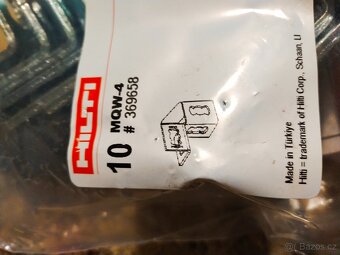 HILTI
10 MQW-4
# 369658
Made in Türkiye
Hilti = trademark of Hilti Corp., Schaan, LI
© Bazos.cz